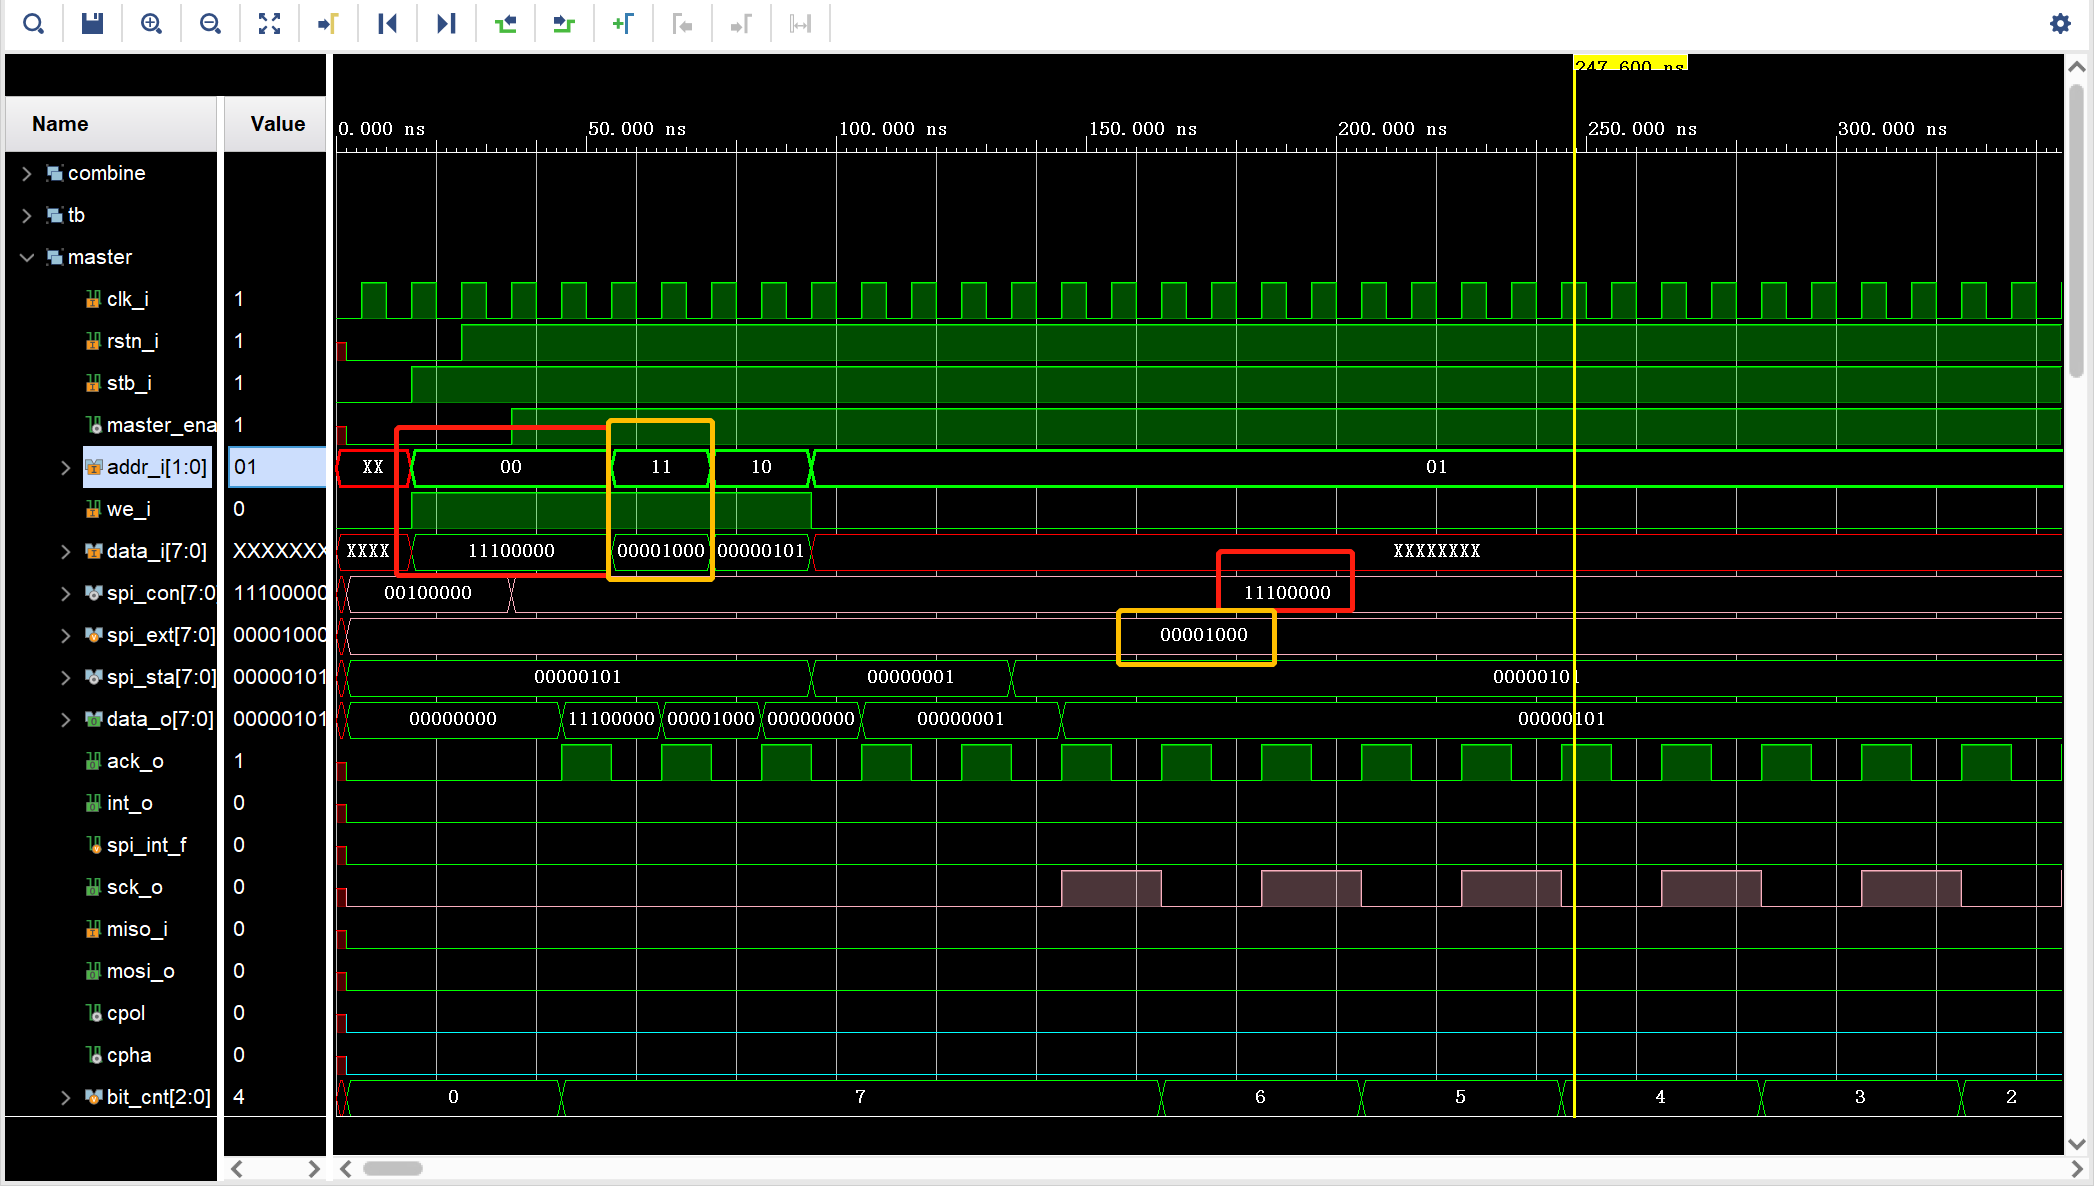 247.600 ns
Name Value
0.000 ns 50.000 ns 100.000 ns 150.000 ns 200.000 ns 250.000 ns 300.000 ns
combine
tb
master
clk_i 1
rstn_i 1
stb_i 1
master_ena 1
addr_i[1:0] 01 XX 00 11 10 01
we_i 0
data_i[7:0] XXXXXXX XXXX 11100000 00001000 00000101 XXXXXXXX
spi_con[7:0 11100000 00100000 11100000
spi_ext[7:0] 00001000 00001000
spi_sta[7:0] 00000101 00000101 00000001 00000101
data_o[7:0] 00000101 00000000 11100000 00001000 00000000 00000001 00000101
ack_o 1
int_o 0
spi_int_f 0
sck_o 0
miso_i 0
mosi_o 0
cpol 0
cpha 0
bit_cnt[2:0] 4 0 7 6 5 4 3 2